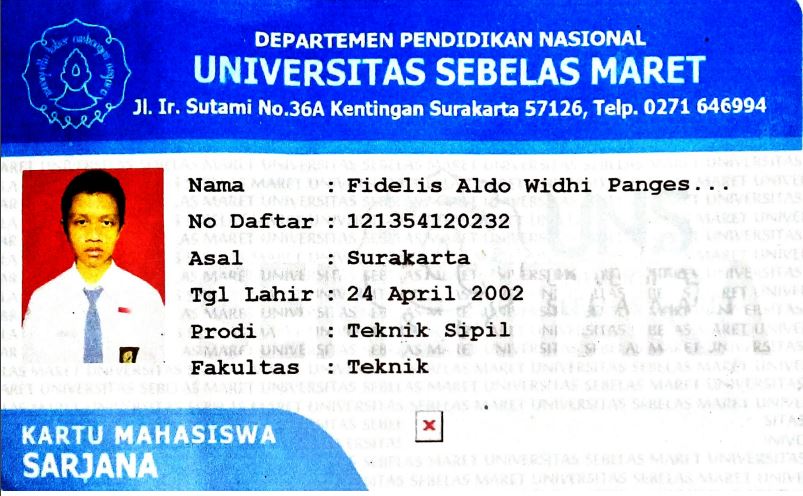 DEPARTEMEN PENDIDIKAN NASIONAL
UNIVERSITAS SEBELAS MARET
Jl. Ir. Sutami No.36A Kentingan Surakarta 57126, Telp. 0271 646994
Nama : Fidelis Aldo Widhi Panges...
No Daftar : 121354120232
Asal : Surakarta
Tgl Lahir : 24 April 2002
Prodi : Teknik Sipil
Fakultas : Teknik
KARTU MAHASISWA
SARJANA